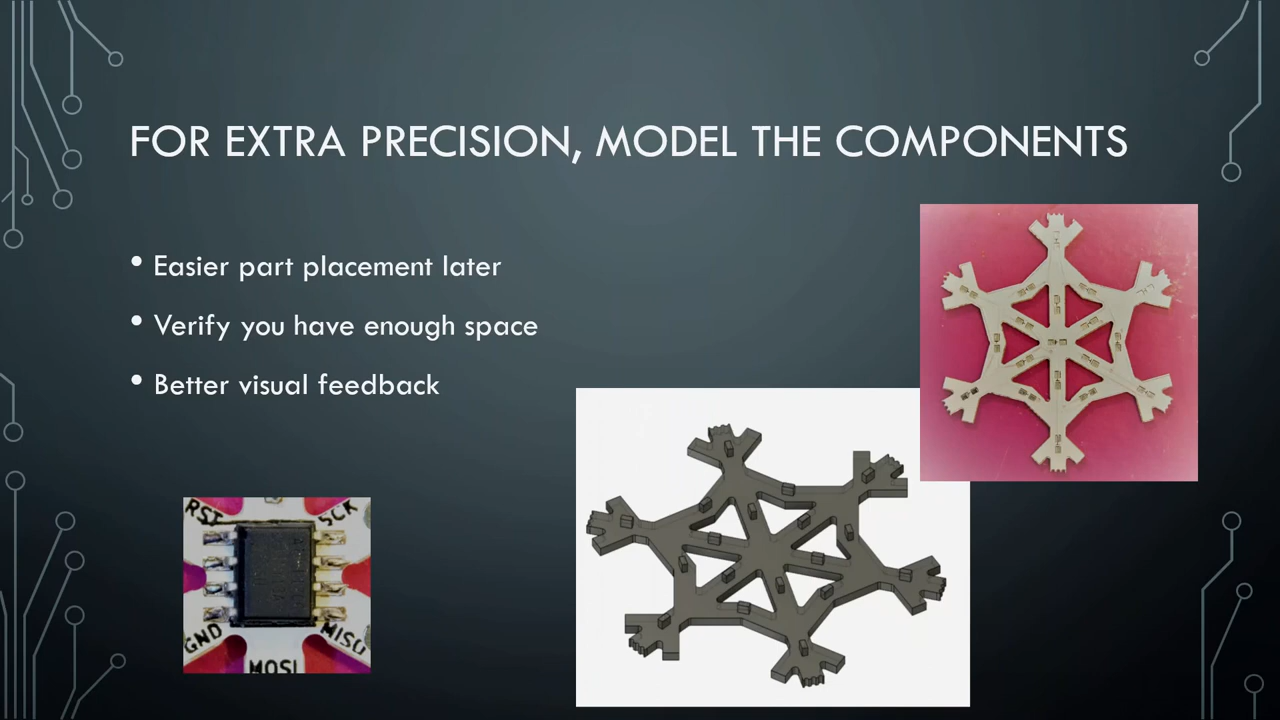 FOR EXTRA PRECISION, MODEL THE COMPONENTS
• Easier part placement later
• Verify you have enough space
• Better visual feedback
RST
SCK
GND
MISO
MOSI